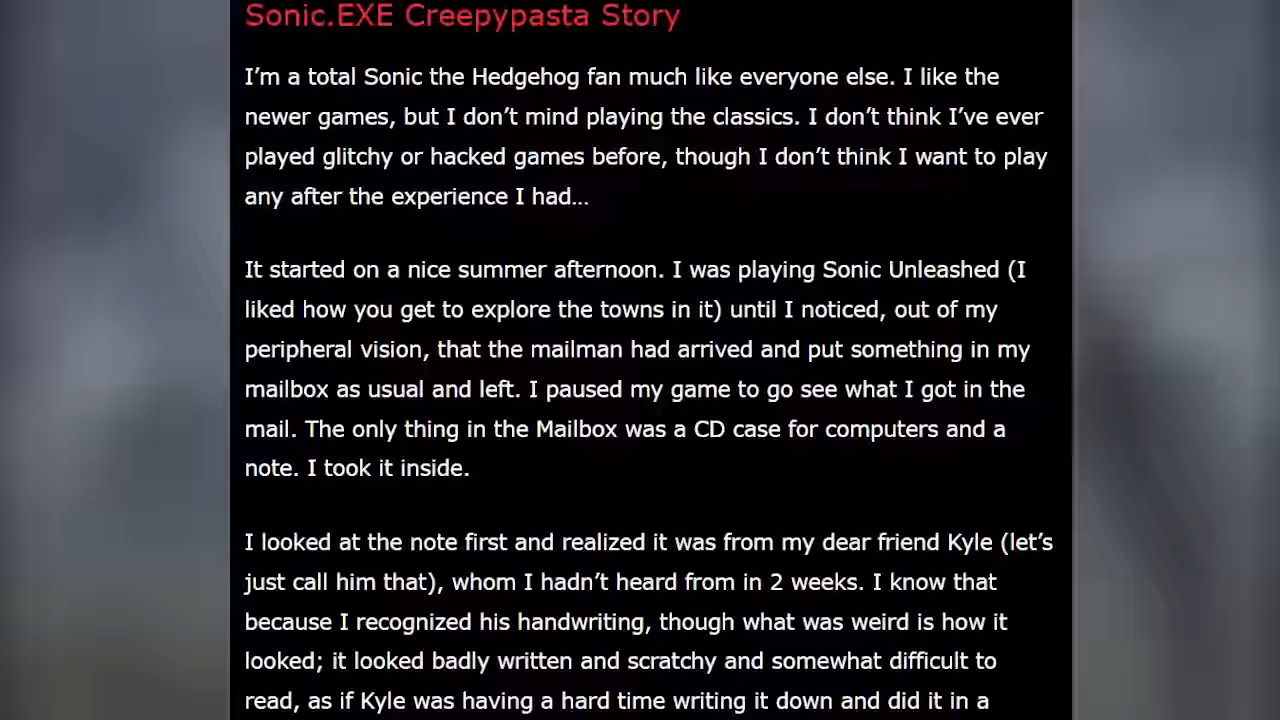 Sonic.EXE Creepypasta Story
I’m a total Sonic the Hedgehog fan much like everyone else. I like the
newer games, but I don’t mind playing the classics. I don’t think I’ve ever
played glitchy or hacked games before, though I don’t think I want to play
any after the experience I had…
It started on a nice summer afternoon. I was playing Sonic Unleashed (I
liked how you get to explore the towns in it) until I noticed, out of my
peripheral vision, that the mailman had arrived and put something in my
mailbox as usual and left. I paused my game to go see what I got in the
mail. The only thing in the Mailbox was a CD case for computers and a
note. I took it inside.
I looked at the note first and realized it was from my dear friend Kyle (let’s
just call him that), whom I hadn’t heard from in 2 weeks. I know that
because I recognized his handwriting, though what was weird is how it
looked; it looked badly written and scratchy and somewhat difficult to
read, as if Kyle was having a hard time writing it down and did it in a